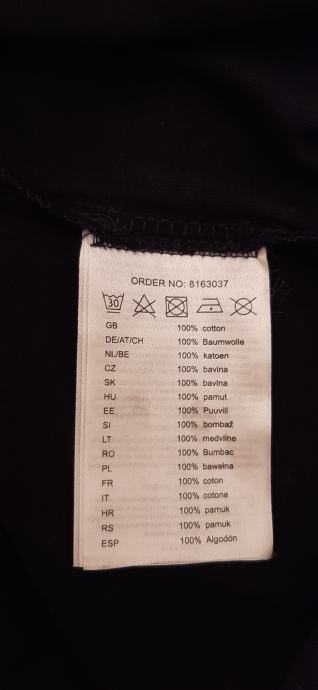 ORDER NO: 8163037
30
GB 100% cotton
DE/AT/CH 100% Baumwolle
NL/BE 100% katoen
CZ 100% bavlna
SK 100% bavlna
HU 100% pamut
EE 100% Puuvill
SI 100% bombaž
LT 100% medvilne
RO 100% Bumbac
PL 100% bawełna
FR 100% coton
IT 100% cotone
HR 100% pamuk
RS 100% pamuk
ESP 100% Algodón